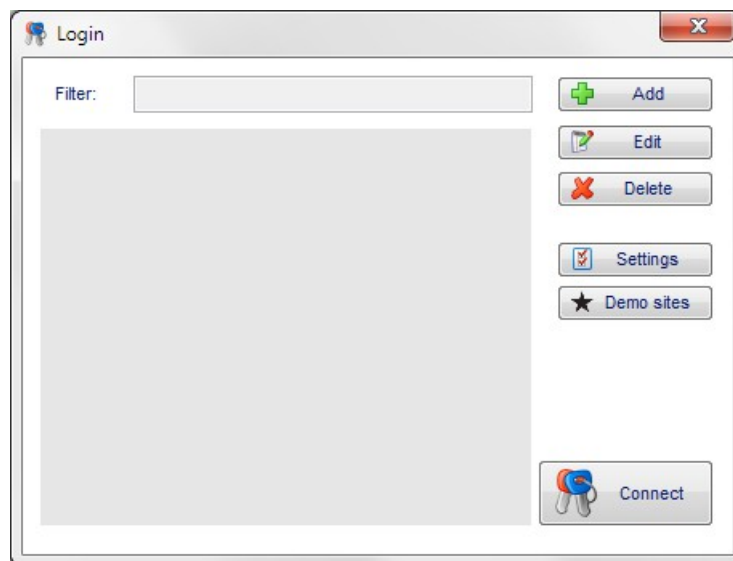 Login
Filter:
Add
Edit
Delete
Settings
Demo sites
Connect